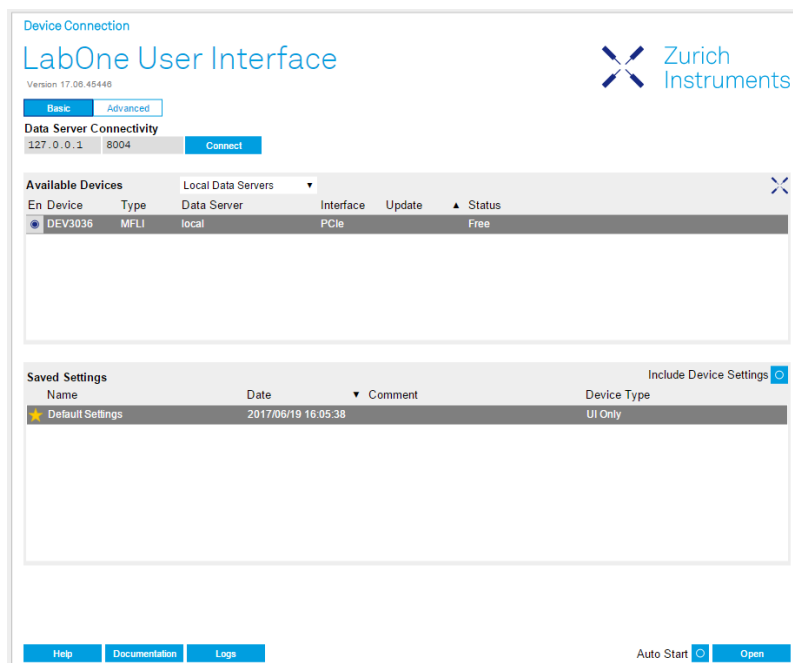 Device Connection
LabOne User Interface
Zurich
Instruments
Version 17.06.45446
Basic Advanced
Data Server Connectivity
127.0.0.1 8004 Connect
Available Devices Local Data Servers ▼
En Device Type Data Server Interface Update ▲ Status
DEV3036 MFLI local PCIe Free
Saved Settings Include Device Settings
Name Date ▼ Comment Device Type
Default Settings 2017/06/19 16:05:38 UI Only
Help Documentation Logs Auto Start Open